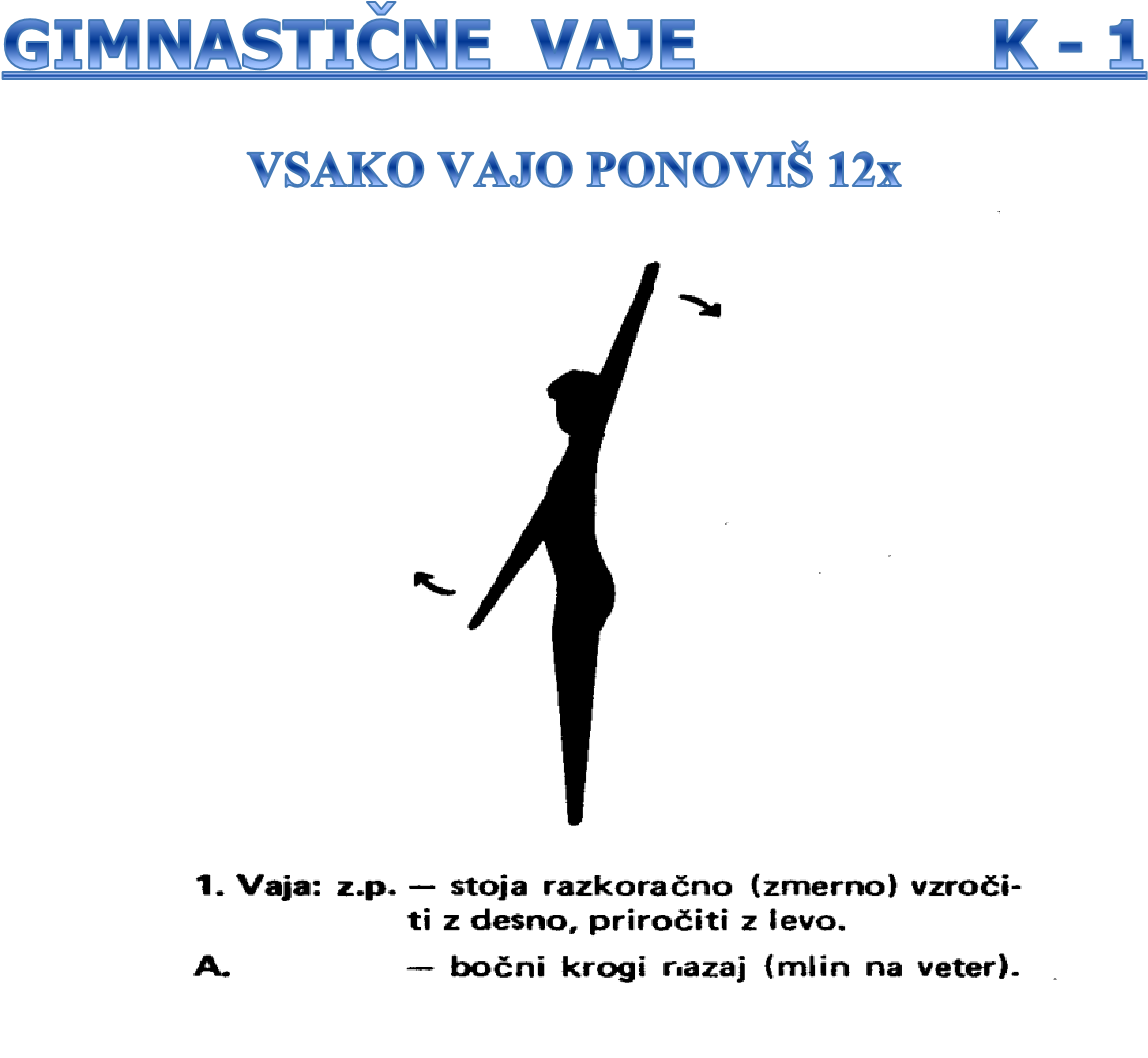 GIMNASTIČNE VAJE K - 1
VSAKO VAJO PONOVIŠ 12x
1. Vaja: z.p. — stoja razkoračno (zmerno) vzroči-
ti z desno, priročiti z levo.
A. — bočni krogi nazaj (mlin na veter).